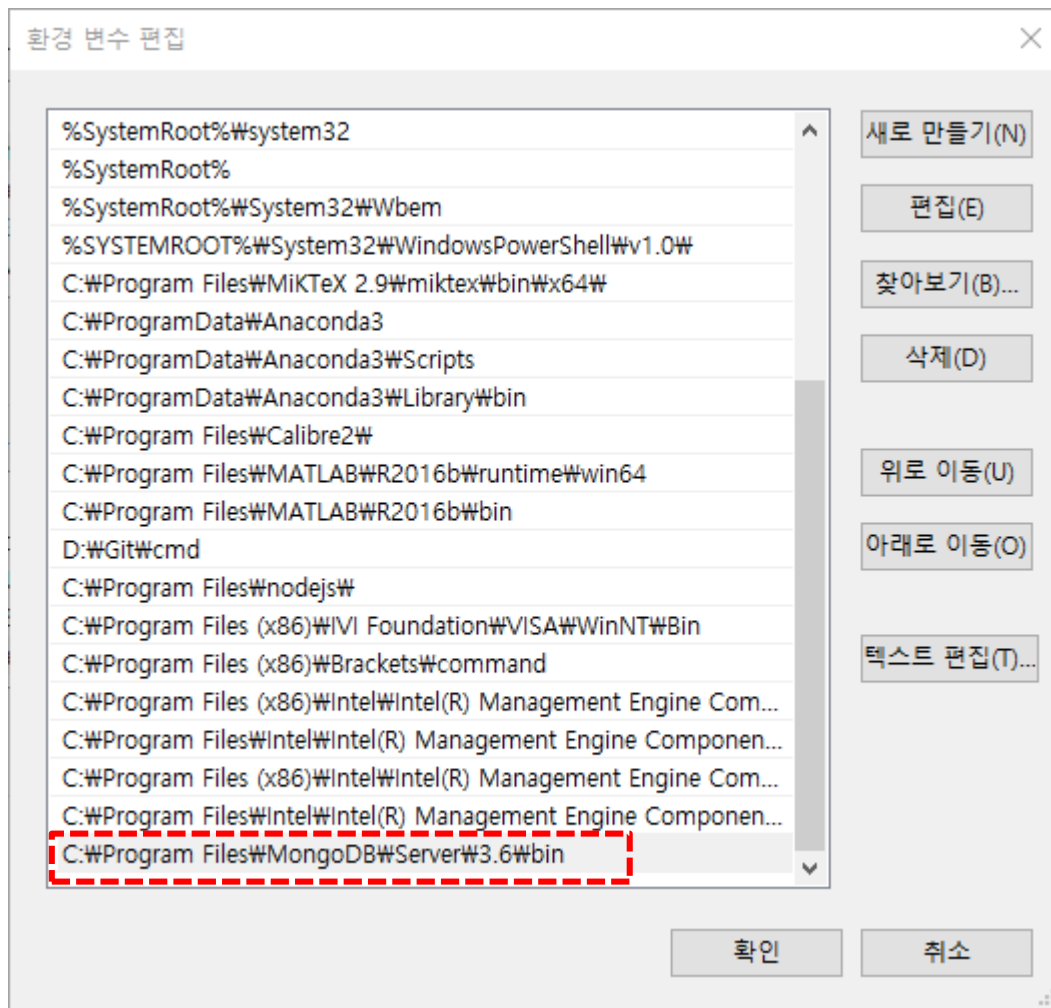 환경 변수 편집
%SystemRoot%₩system32
%SystemRoot%
%SystemRoot%₩System32₩Wbem
%SYSTEMROOT%₩System32₩WindowsPowerShell₩v1.0₩
C:₩Program Files₩MiKTeX 2.9₩miktex₩bin₩x64₩
C:₩ProgramData₩Anaconda3
C:₩ProgramData₩Anaconda3₩Scripts
C:₩ProgramData₩Anaconda3₩Library₩bin
C:₩Program Files₩Calibre2₩
C:₩Program Files₩MATLAB₩R2016b₩runtime₩win64
C:₩Program Files₩MATLAB₩R2016b₩bin
D:₩Git₩cmd
C:₩Program Files₩nodejs₩
C:₩Program Files (x86)₩IVI Foundation₩VISA₩WinNT₩Bin
C:₩Program Files (x86)₩Brackets₩command
C:₩Program Files (x86)₩Intel₩Intel(R) Management Engine Com...
C:₩Program Files₩Intel₩Intel(R) Management Engine Componen...
C:₩Program Files (x86)₩Intel₩Intel(R) Management Engine Com...
C:₩Program Files₩Intel₩Intel(R) Management Engine Componen...
C:₩Program Files₩MongoDB₩Server₩3.6₩bin
새로 만들기(N)
편집(E)
찾아보기(B)...
삭제(D)
위로 이동(U)
아래로 이동(O)
텍스트 편집(T)...
확인
취소